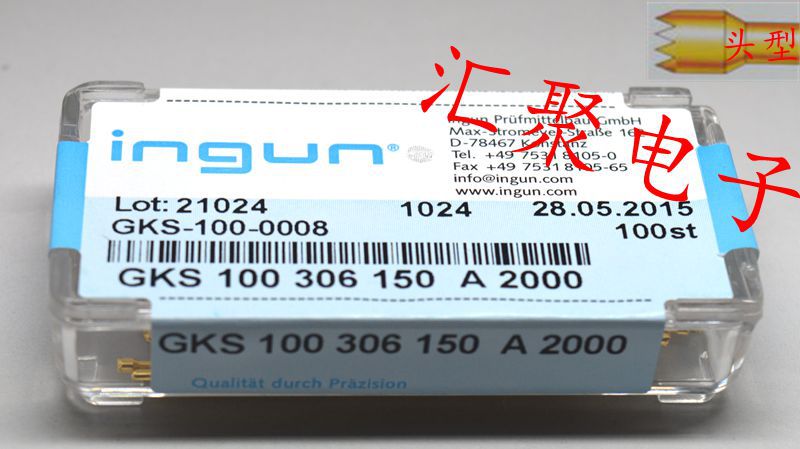 头型
汇聚电子
ingun®
ingun Prüfmittelbau GmbH
Max-Stromeyer-Straße
D-78467 Konstanz
Tel. +49 7531 8105-0
Fax +49 7531 8105-65
info@ingun.com
www.ingun.com
Lot: 21024 1024 28.05.2015
GKS-100-0008 100st
GKS 100 306 150 A 2000
GKS 100 306 150 A 2000
Qualität durch Präzision